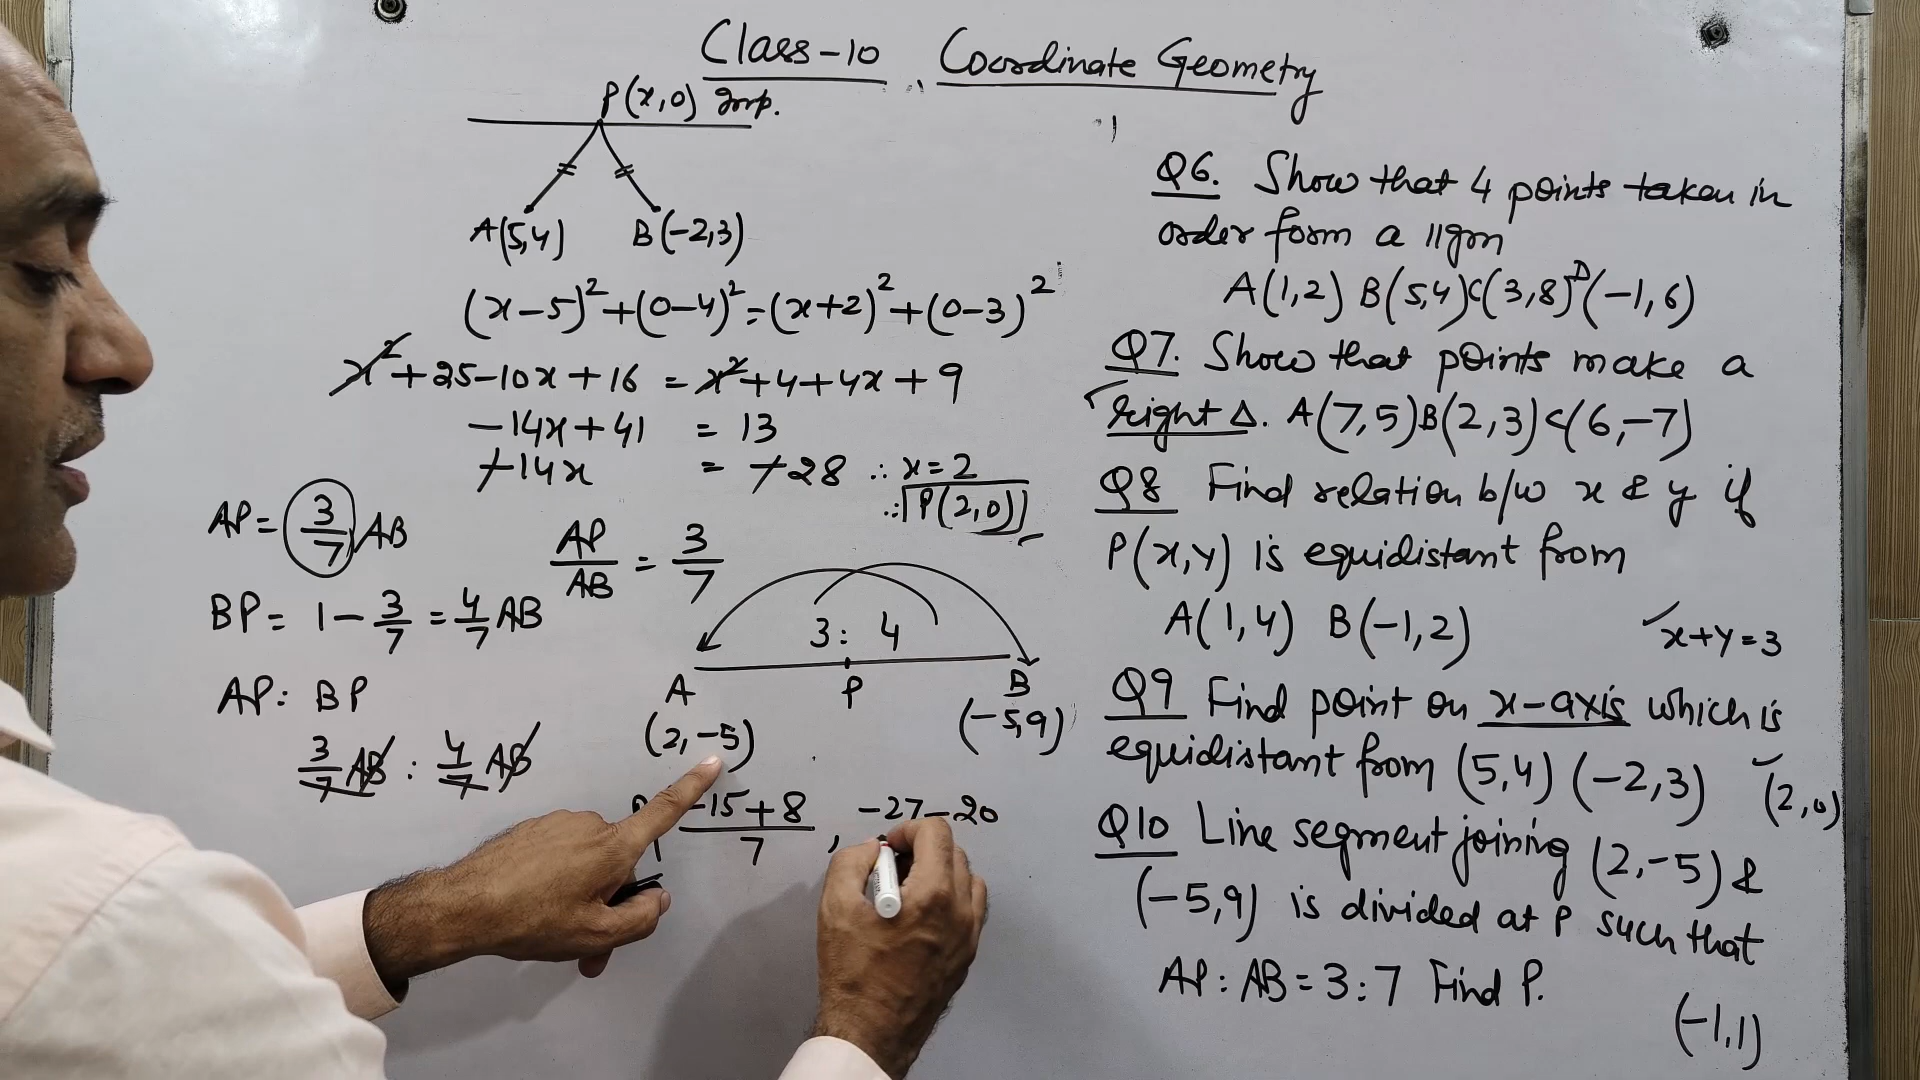 Class-10 Coordinate Geometry
P(x,0) Imp.
A(5,4) B(-2,3)
(x-5)²+(0-4)²=(x+2)²+(0-3)²
x²+25-10x+16 = x²+4+4x+9
-14x+41 = 13
-14x = -28 ∴ x=2
∴ P(2,0)
AP= 3/7 AB
BP= 1-3/7 = 4/7 AB
AP: BP
3/7 AB : 4/7 AB
AP/AB = 3/7
3: 4
A P B
(2,-5) (-5,9)
-15+8/7 , -27-20
Q6. Show that 4 points taken in
order form a ||gm
A(1,2) B(5,4) C(3,8) D(-1,6)
Q7. Show that points make a
right Δ. A(7,5) B(2,3) C(6,-7)
Q8 Find relation b/w x & y if
P(x,y) is equidistant from
A(1,4) B(-1,2) ✓x+y=3
Q9 Find point on x-axis which is
equidistant from (5,4) (-2,3) ✓(2,0)
Q10 Line segment joining (2,-5) &
(-5,9) is divided at P such that
AP: AB=3:7 Find P.
(-1,1)